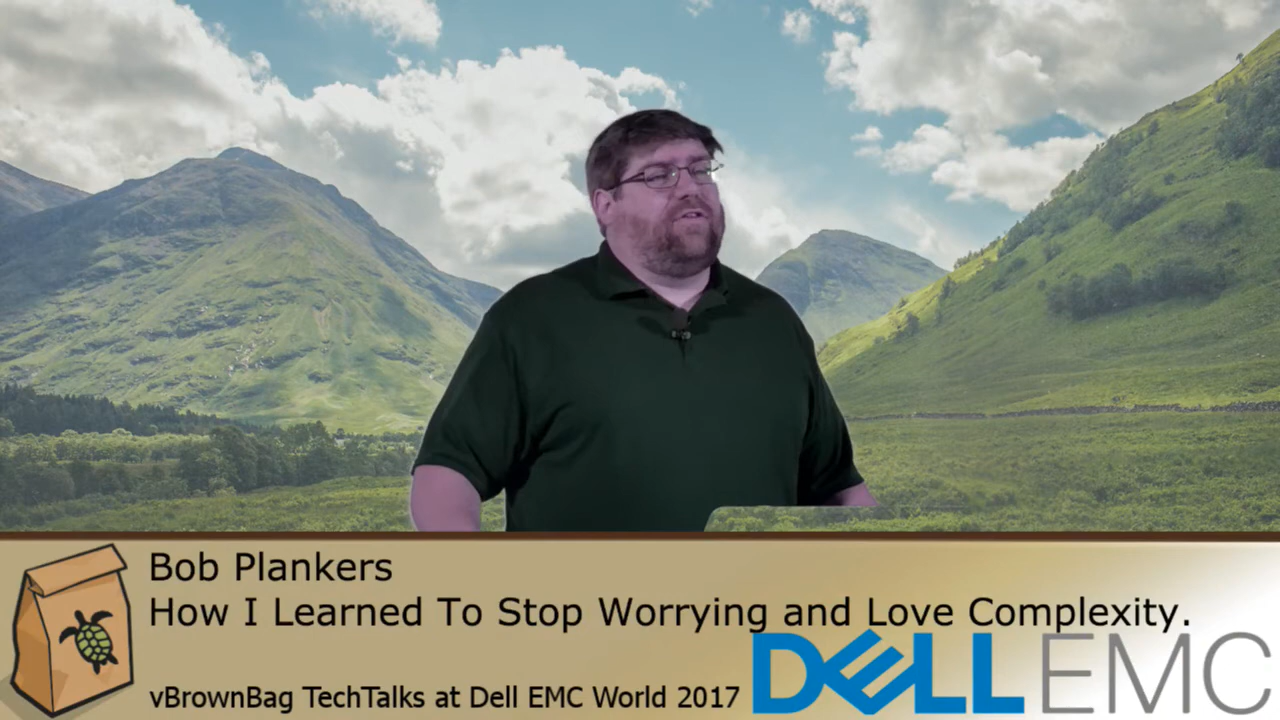 Bob Plankers
How I Learned To Stop Worrying and Love Complexity.
vBrownBag TechTalks at Dell EMC World 2017
DELL EMC